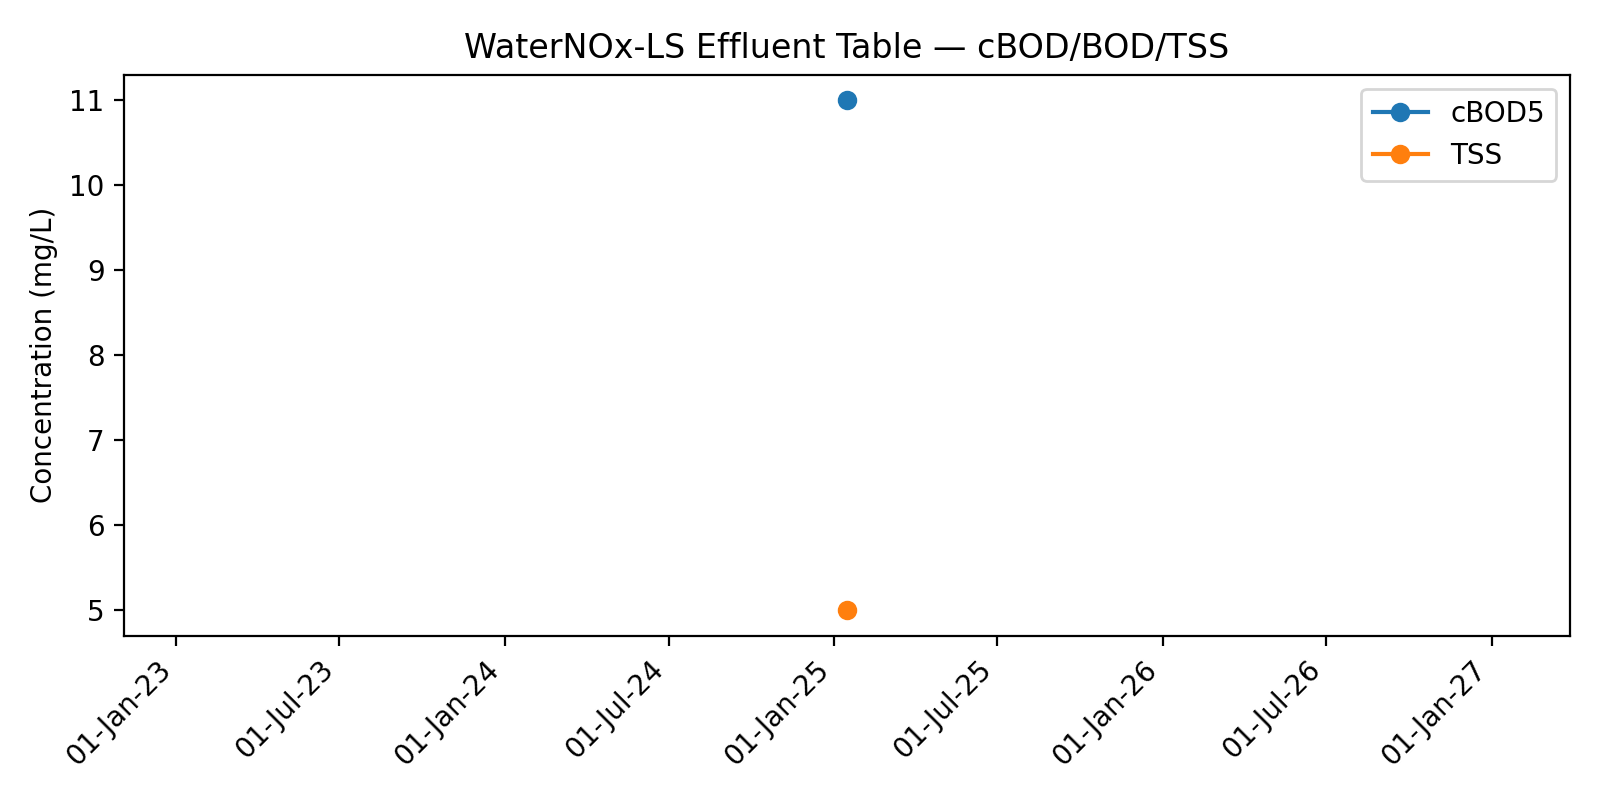 WaterNOx-LS Effluent Table — cBOD/BOD/TSS
Concentration (mg/L)
11
10
9
8
7
6
5
cBOD5
TSS
01-Jan-23
01-Jul-23
01-Jan-24
01-Jul-24
01-Jan-25
01-Jul-25
01-Jan-26
01-Jul-26
01-Jan-27